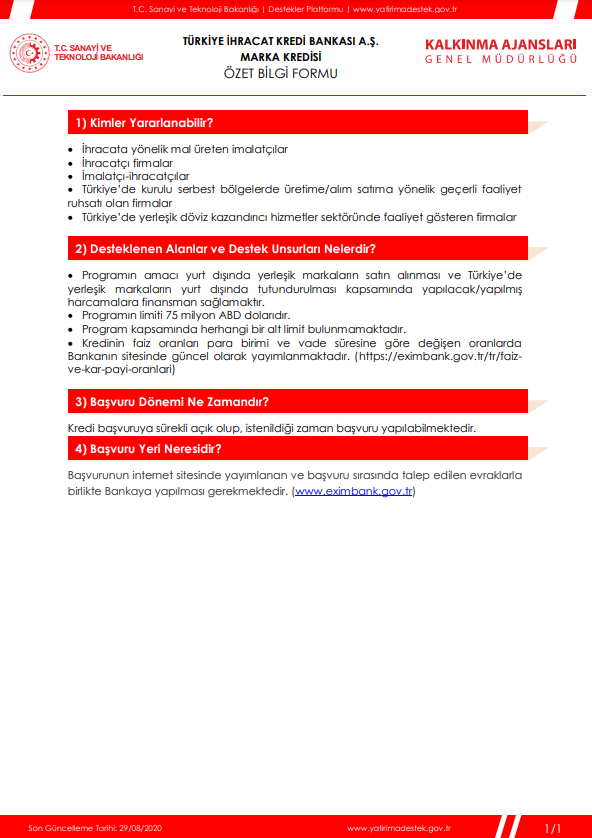 T.C. Sanayi ve Teknoloji Bakanlığı | Destekler Platformu | www.yatirimadestek.gov.tr
T.C. SANAYİ VE
TEKNOLOJİ BAKANLIĞI
TÜRKİYE İHRACAT KREDİ BANKASI A.Ş.
MARKA KREDİSİ
ÖZET BİLGİ FORMU
KALKINMA AJANSLARI
GENEL MÜDÜRLÜĞÜ
1) Kimler Yararlanabilir?
• İhracata yönelik mal üreten imalatçılar
• İhracatçı firmalar
• İmalatçı-ihracatçılar
• Türkiye’de kurulu serbest bölgelerde üretime/alım satıma yönelik geçerli faaliyet
ruhsatı olan firmalar
• Türkiye’de yerleşik döviz kazandırıcı hizmetler sektöründe faaliyet gösteren firmalar
2) Desteklenen Alanlar ve Destek Unsurları Nelerdir?
• Programın amacı yurt dışında yerleşik markaların satın alınması ve Türkiye’de
yerleşik markaların yurt dışında tutundurulması kapsamında yapılacak/yapılmış
harcamalara finansman sağlamaktır.
• Programın limiti 75 milyon ABD dolarıdır.
• Program kapsamında herhangi bir alt limit bulunmamaktadır.
• Kredinin faiz oranları para birimi ve vade süresine göre değişen oranlarda
Bankanın sitesinde güncel olarak yayımlanmaktadır. (https://eximbank.gov.tr/tr/faiz-
ve-kar-payi-oranlari)
3) Başvuru Dönemi Ne Zamandır?
Kredi başvuruya sürekli açık olup, istenildiği zaman başvuru yapılabilmektedir.
4) Başvuru Yeri Neresidir?
Başvurunun internet sitesinde yayımlanan ve başvuru sırasında talep edilen evraklarla
birlikte Bankaya yapılması gerekmektedir. (www.eximbank.gov.tr)
Son Güncelleme Tarihi: 29/08/2020
www.yatirimadestek.gov.tr
1/1